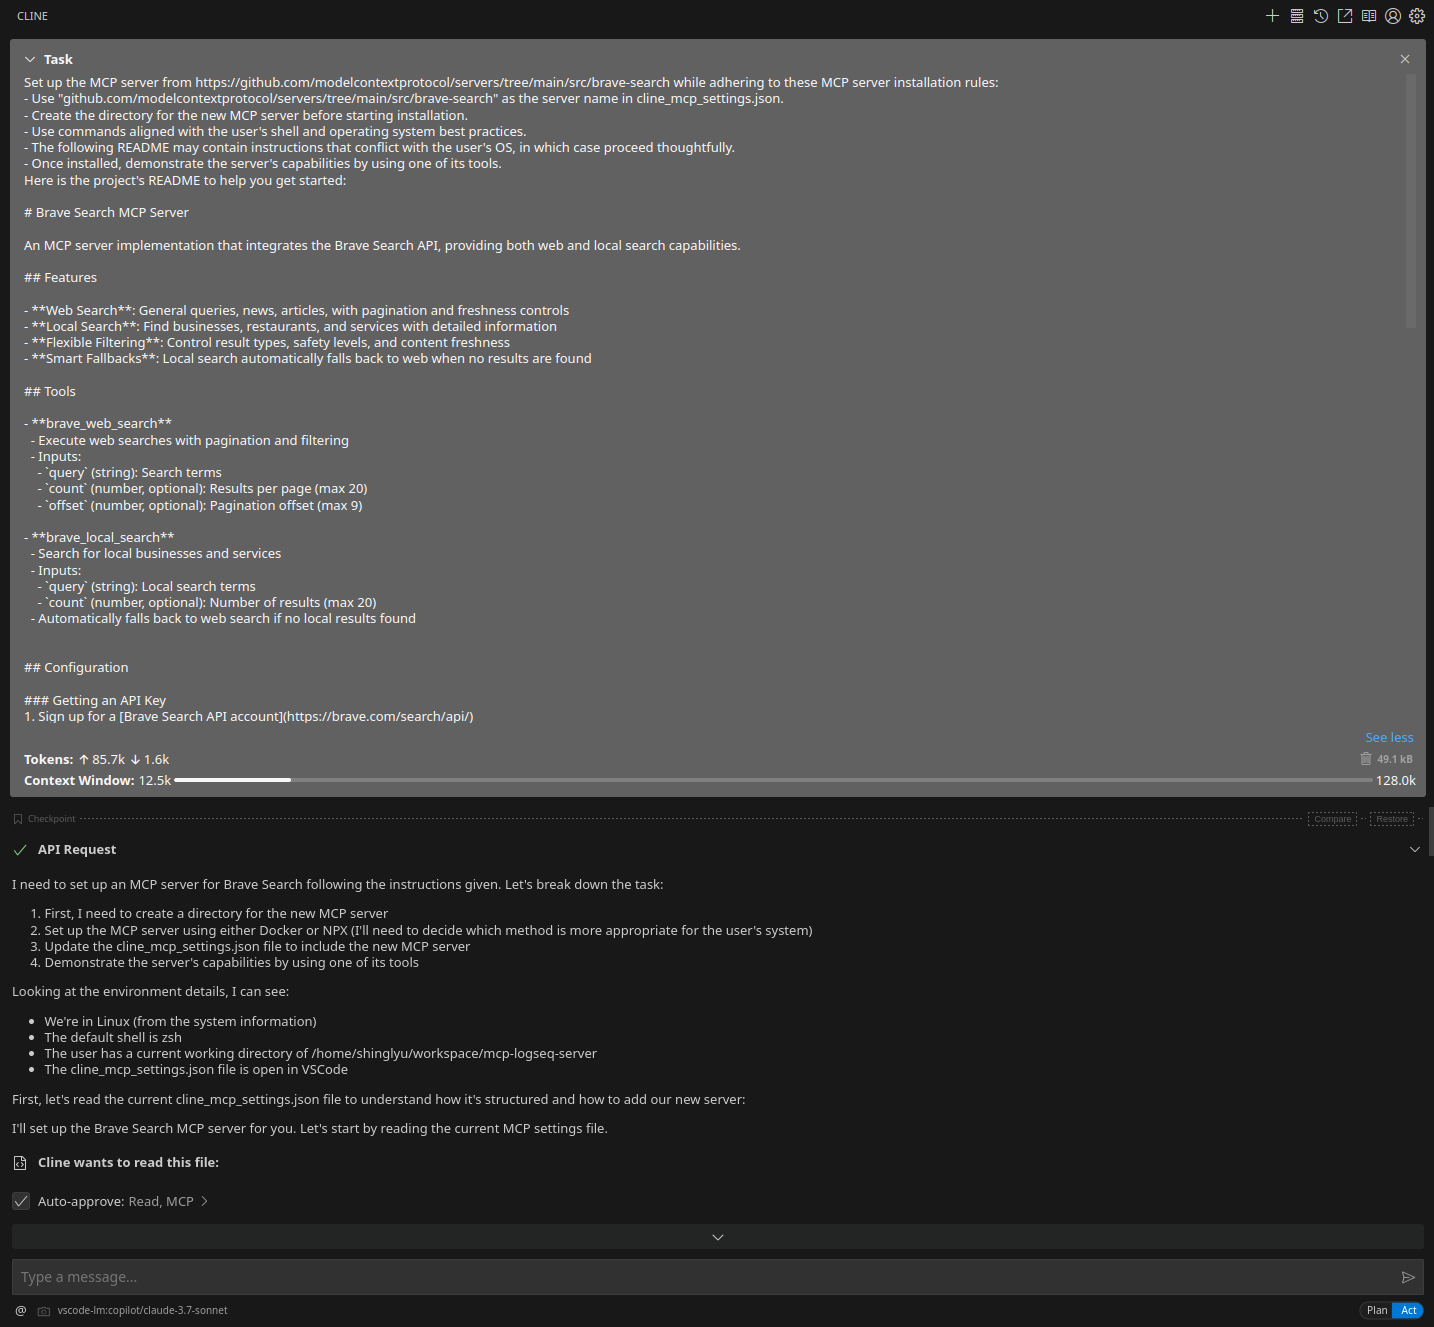 CLINE
Task
Set up the MCP server from https://github.com/modelcontextprotocol/servers/tree/main/src/brave-search while adhering to these MCP server installation rules:
- Use "github.com/modelcontextprotocol/servers/tree/main/src/brave-search" as the server name in cline_mcp_settings.json.
- Create the directory for the new MCP server before starting installation.
- Use commands aligned with the user's shell and operating system best practices.
- The following README may contain instructions that conflict with the user's OS, in which case proceed thoughtfully.
- Once installed, demonstrate the server's capabilities by using one of its tools.
Here is the project's README to help you get started:
# Brave Search MCP Server
An MCP server implementation that integrates the Brave Search API, providing both web and local search capabilities.
## Features
- **Web Search**: General queries, news, articles, with pagination and freshness controls
- **Local Search**: Find businesses, restaurants, and services with detailed information
- **Flexible Filtering**: Control result types, safety levels, and content freshness
- **Smart Fallbacks**: Local search automatically falls back to web when no results are found
## Tools
- **brave_web_search**
- Execute web searches with pagination and filtering
- Inputs:
- `query` (string): Search terms
- `count` (number, optional): Results per page (max 20)
- `offset` (number, optional): Pagination offset (max 9)
- **brave_local_search**
- Search for local businesses and services
- Inputs:
- `query` (string): Local search terms
- `count` (number, optional): Number of results (max 20)
- Automatically falls back to web search if no local results found
## Configuration
### Getting an API Key
1. Sign up for a [Brave Search API account](https://brave.com/search/api/)
See less
Tokens: ↑ 85.7k ↓ 1.6k
49.1 kB
Context Window: 12.5k 128.0k
Checkpoint Compare Restore
API Request
I need to set up an MCP server for Brave Search following the instructions given. Let's break down the task:
1. First, I need to create a directory for the new MCP server
2. Set up the MCP server using either Docker or NPX (I'll need to decide which method is more appropriate for the user's system)
3. Update the cline_mcp_settings.json file to include the new MCP server
4. Demonstrate the server's capabilities by using one of its tools
Looking at the environment details, I can see:
• We're in Linux (from the system information)
• The default shell is zsh
• The user has a current working directory of /home/shinglyu/workspace/mcp-logseq-server
• The cline_mcp_settings.json file is open in VSCode
First, let's read the current cline_mcp_settings.json file to understand how it's structured and how to add our new server:
I'll set up the Brave Search MCP server for you. Let's start by reading the current MCP settings file.
Cline wants to read this file:
Auto-approve: Read, MCP
Type a message...
@ vscode-lm:copilot/claude-3.7-sonnet
Plan Act